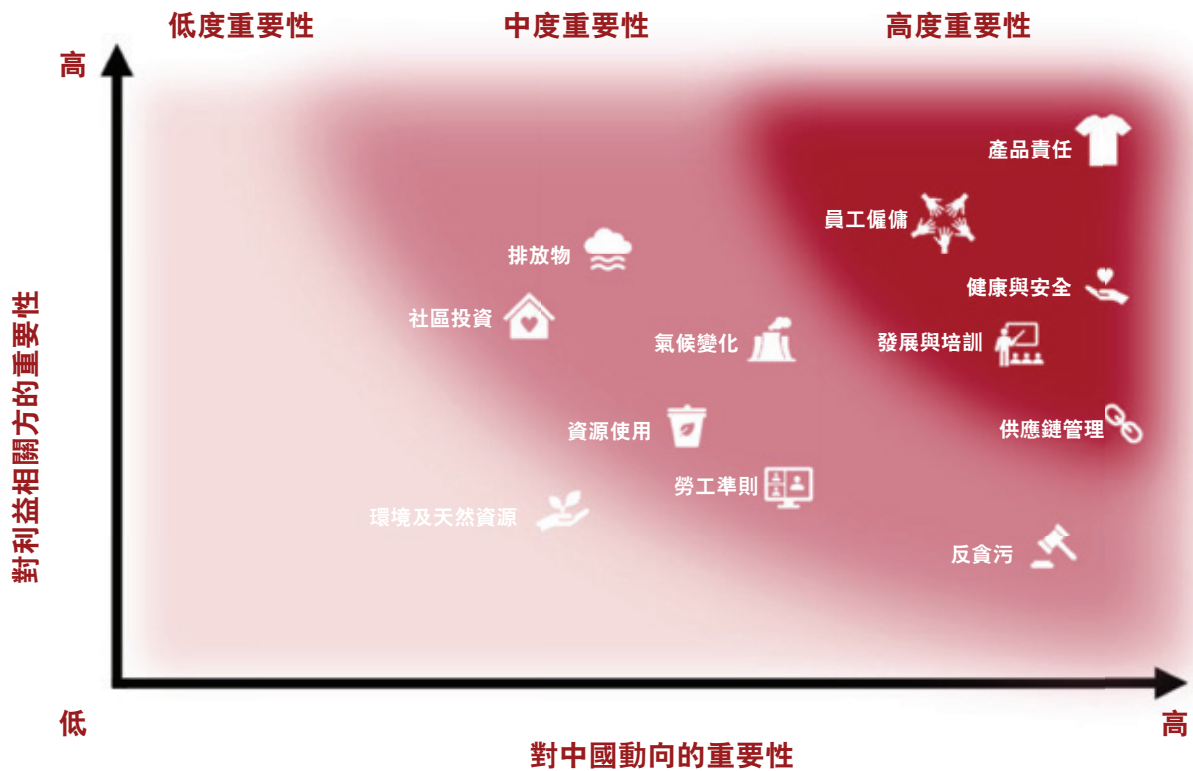 低度重要性
中度重要性
高度重要性
高
產品責任
員工僱傭
排放物
健康與安全
社區投資
氣候變化
發展與培訓
資源使用
供應鏈管理
勞工準則
環境及天然資源
反貪污
對利益相關方的重要性
低
高
對中國動向的重要性